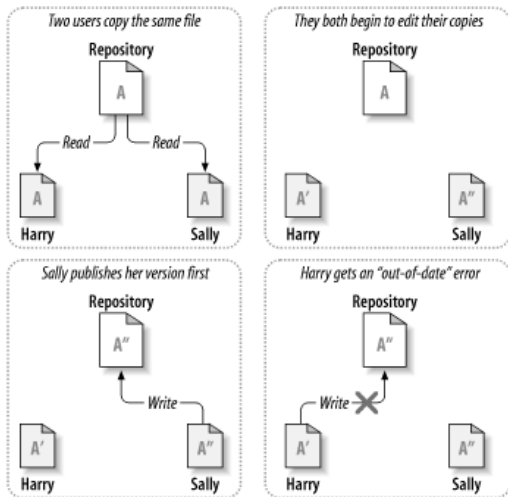 Two users copy the same file
Repository
A
Read Read
A A
Harry Sally
They both begin to edit their copies
Repository
A
A' A"
Harry Sally
Sally publishes her version first
Repository
A"
Write
A' A"
Harry Sally
Harry gets an "out-of-date" error
Repository
A"
Write
A' A"
Harry Sally